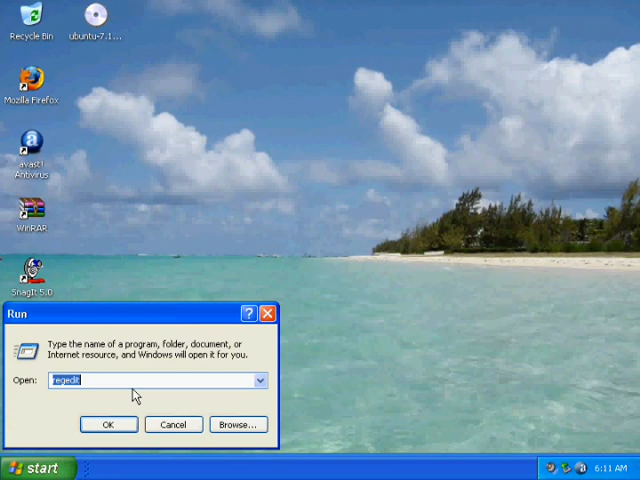 Recycle Bin
ubuntu-7.1...
Mozilla Firefox
avast!
Antivirus
WinRAR
SnagIt 5.0
Run
Type the name of a program, folder, document, or
Internet resource, and Windows will open it for you.
Open: regedit
OK Cancel Browse...
start
6:11 AM